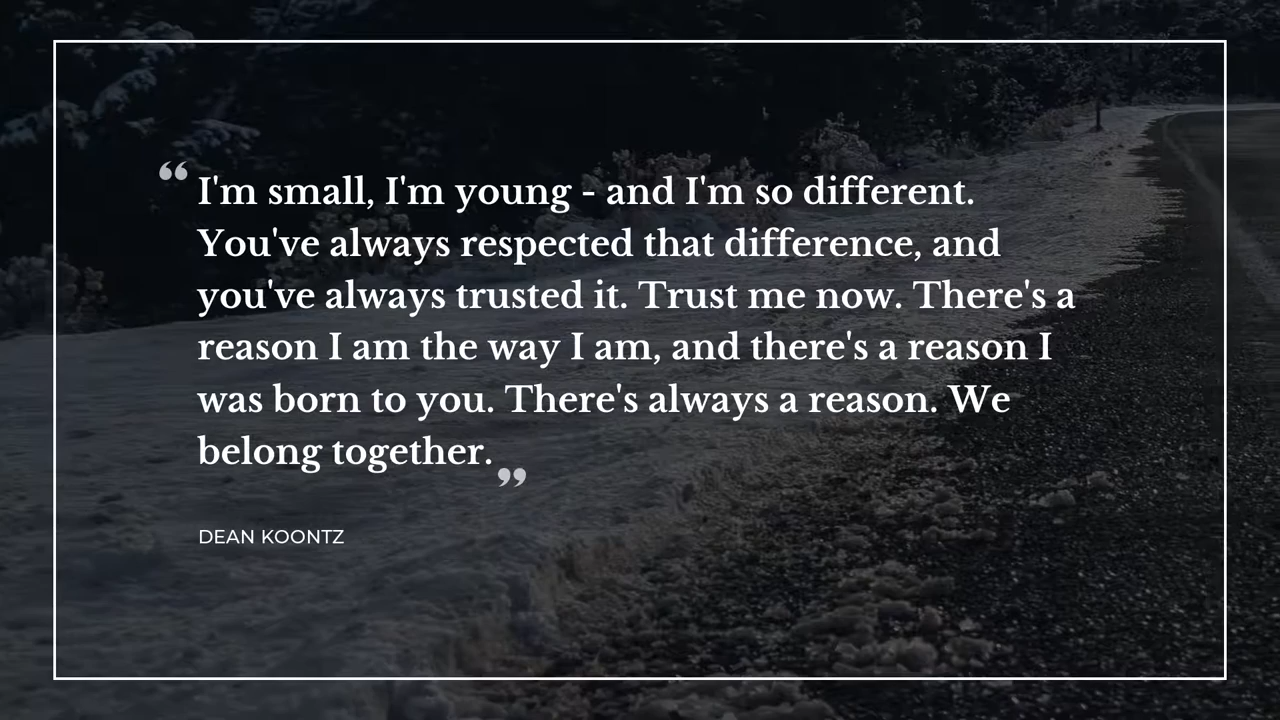 “I'm small, I'm young - and I'm so different.
You've always respected that difference, and
you've always trusted it. Trust me now. There's a
reason I am the way I am, and there's a reason I
was born to you. There's always a reason. We
belong together.”
DEAN KOONTZ